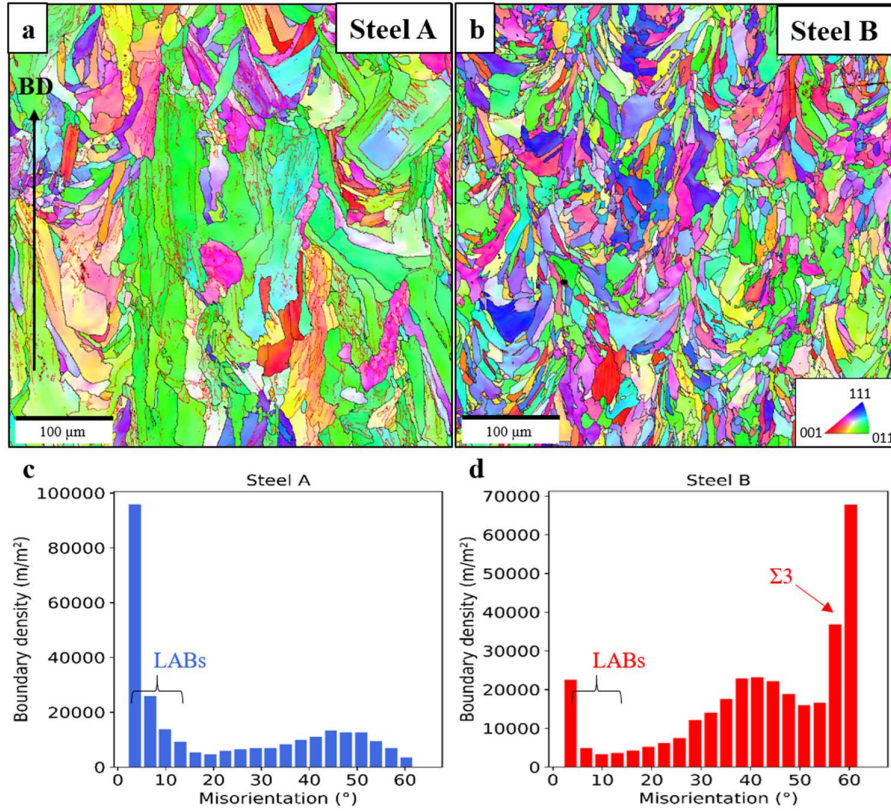 a
Steel A
BD
100 µm
b
Steel B
100 µm
111
001
011
c
Steel A
Boundary density (m/m²)
100000
80000
60000
40000
20000
0
LABs
0 10 20 30 40 50 60
Misorientation (°)
d
Steel B
Boundary density (m/m²)
70000
60000
50000
40000
30000
20000
10000
0
Σ3
LABs
0 10 20 30 40 50 60
Misorientation (°)